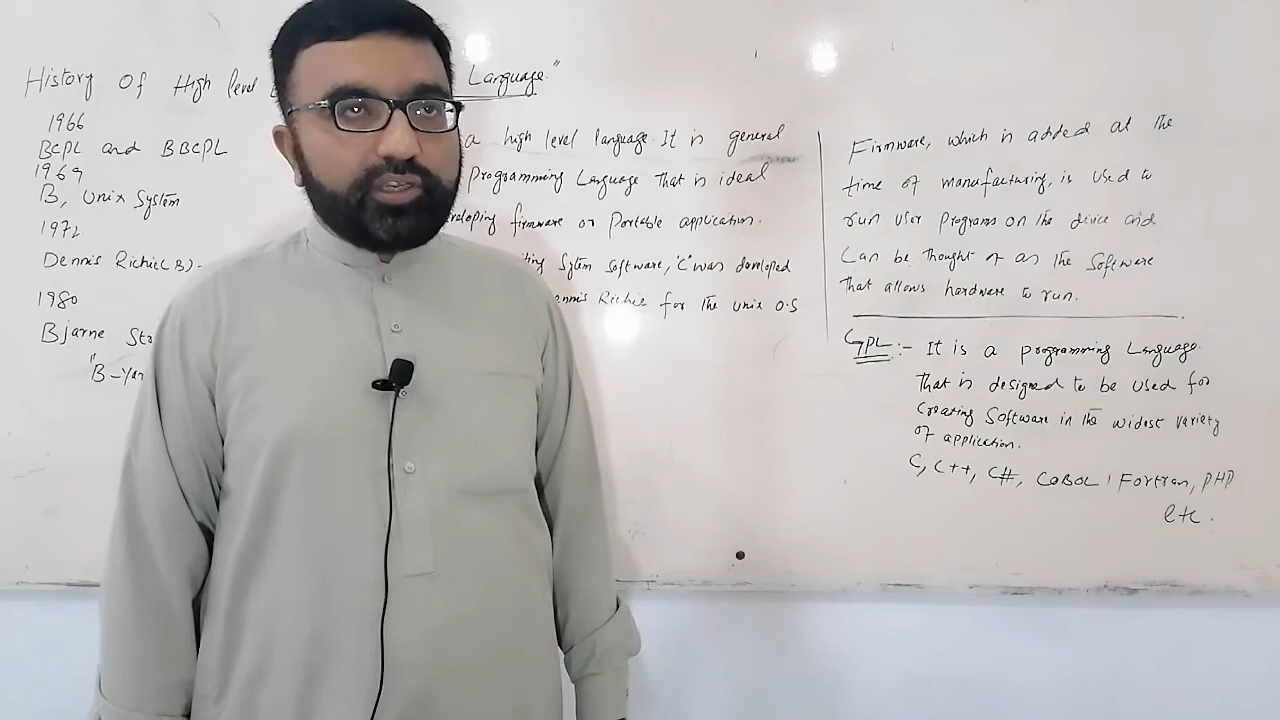 History Of High level Language."
1966
BCPL and BBCPL
1969
B, Unix System
1972
Dennis Richie(B)-
1980
Bjarne Str
"B-Yar
a high level language. It is general
Programming Language that is ideal
veloping firmware or Portable application.
ting System Software, "C" was developed
ennis Richie for the unix O.S
Firmware, which is added at the
time of manufacturing, is used to
run user programs on the device and
Can be thought of as the Software
that allows hardware to run.
GPL:- It is a programming Language
that is designed to be used for
Creating Software in the widest variety
of application.
C, C++, C#, COBOL, Fortran, PHP
etc.